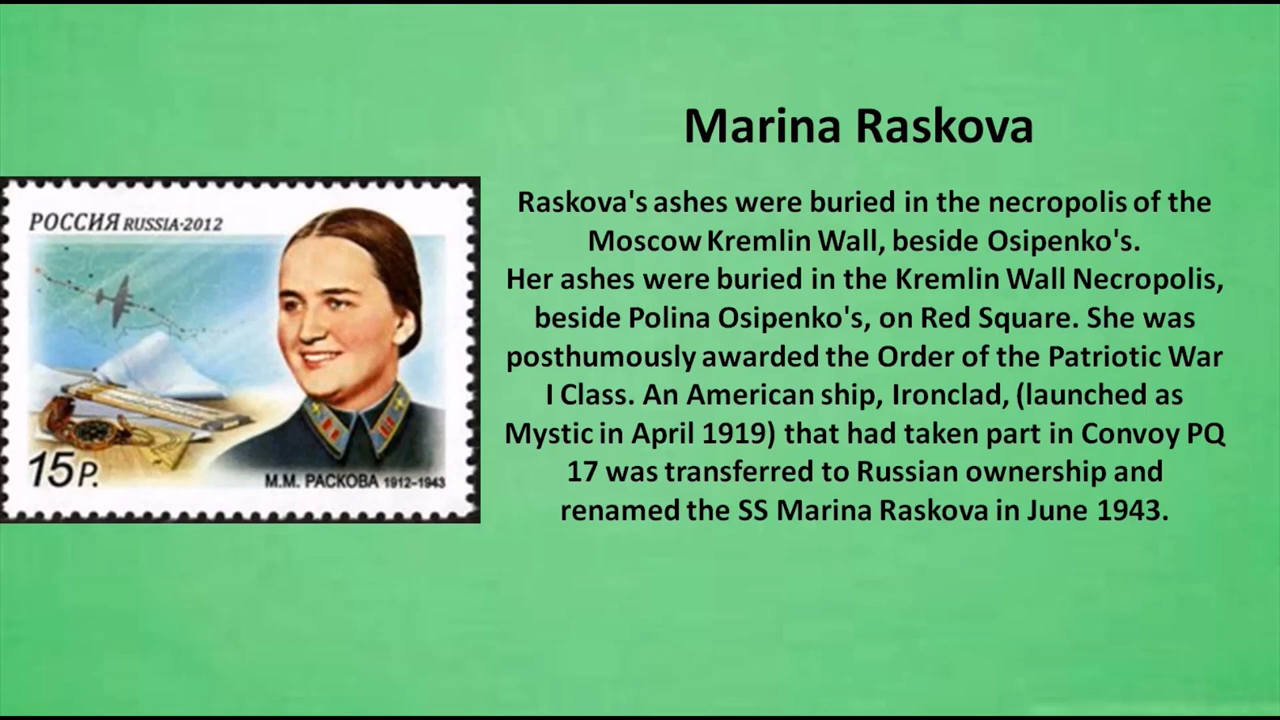 Marina Raskova
РОССИЯ RUSSIA·2012
15 Р.
М.М. РАСКОВА 1912–1943
Raskova's ashes were buried in the necropolis of the
Moscow Kremlin Wall, beside Osipenko's.
Her ashes were buried in the Kremlin Wall Necropolis,
beside Polina Osipenko's, on Red Square. She was
posthumously awarded the Order of the Patriotic War
I Class. An American ship, Ironclad, (launched as
Mystic in April 1919) that had taken part in Convoy PQ
17 was transferred to Russian ownership and
renamed the SS Marina Raskova in June 1943.